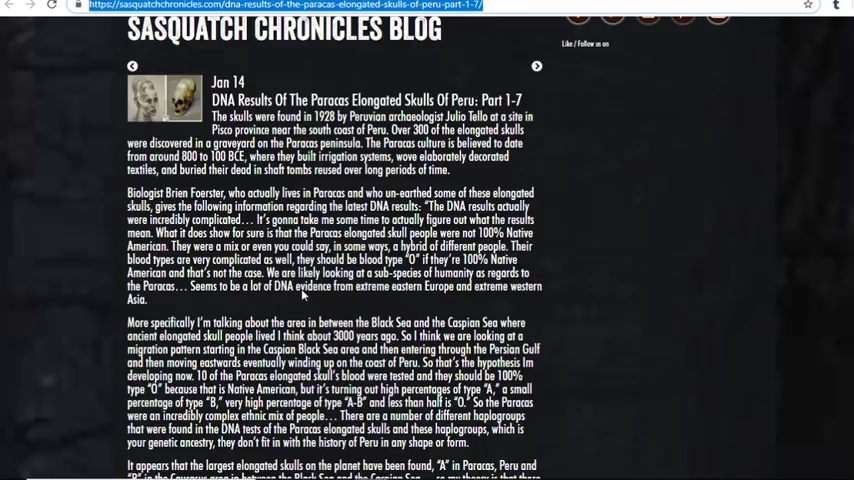 https://sasquatchchronicles.com/dna-results-of-the-paracas-elongated-skulls-of-peru-part-1-7/
SASQUATCH CHRONICLES BLOG
Like / Follow us on
Jan 14
DNA Results Of The Paracas Elongated Skulls Of Peru: Part 1-7
The skulls were found in 1928 by Peruvian archaeologist Julio Tello at a site in
Pisco province near the south coast of Peru. Over 300 of the elongated skulls
were discovered in a graveyard on the Paracas peninsula. The Paracas culture is believed to date
from around 800 to 100 BCE, where they built irrigation systems, wove elaborately decorated
textiles, and buried their dead in shaft tombs reused over long periods of time.
Biologist Brien Foerster, who actually lives in Paracas and who un-earthed some of these elongated
skulls, gives the following information regarding the latest DNA results: “The DNA results actually
were incredibly complicated… It’s gonna take me some time to actually figure out what the results
mean. What it does show for sure is that the Paracas elongated skull people were not 100% Native
American. They were a mix or even you could say, in some ways, a hybrid of different people. Their
blood types are very complicated as well, they should be blood type “O” if they’re 100% Native
American and that’s not the case. We are likely looking at a sub-species of humanity as regards to
the Paracas… Seems to be a lot of DNA evidence from extreme eastern Europe and extreme western
Asia.
More specifically I’m talking about the area in between the Black Sea and the Caspian Sea where
ancient elongated skull people lived I think about 3000 years ago. So I think we are looking at a
migration pattern starting in the Caspian Black Sea area and then entering through the Persian Gulf
and then moving eastwards eventually winding up on the coast of Peru. So that’s the hypothesis Im
developing now. 10 of the Paracas elongated skull’s blood were tested and they should be 100%
type “O” because that is Native American, but it’s turning out high percentages of type “A,” a small
percentage of type “B,” very high percentage of type “A-B” and less than half is “O.” So the Paracas
were an incredibly complex ethnic mix of people… There are a number of different haplogroups
that were found in the DNA tests of the Paracas elongated skulls and these haplogroups, which is
your genetic ancestry, they don’t fit in with the history of Peru in any shape or form.
It appears that the largest elongated skulls on the planet have been found, “A” in Paracas, Peru and
“B” in the Caucasus area in between the Black Sea and the Caspian Sea… so my theory is that there